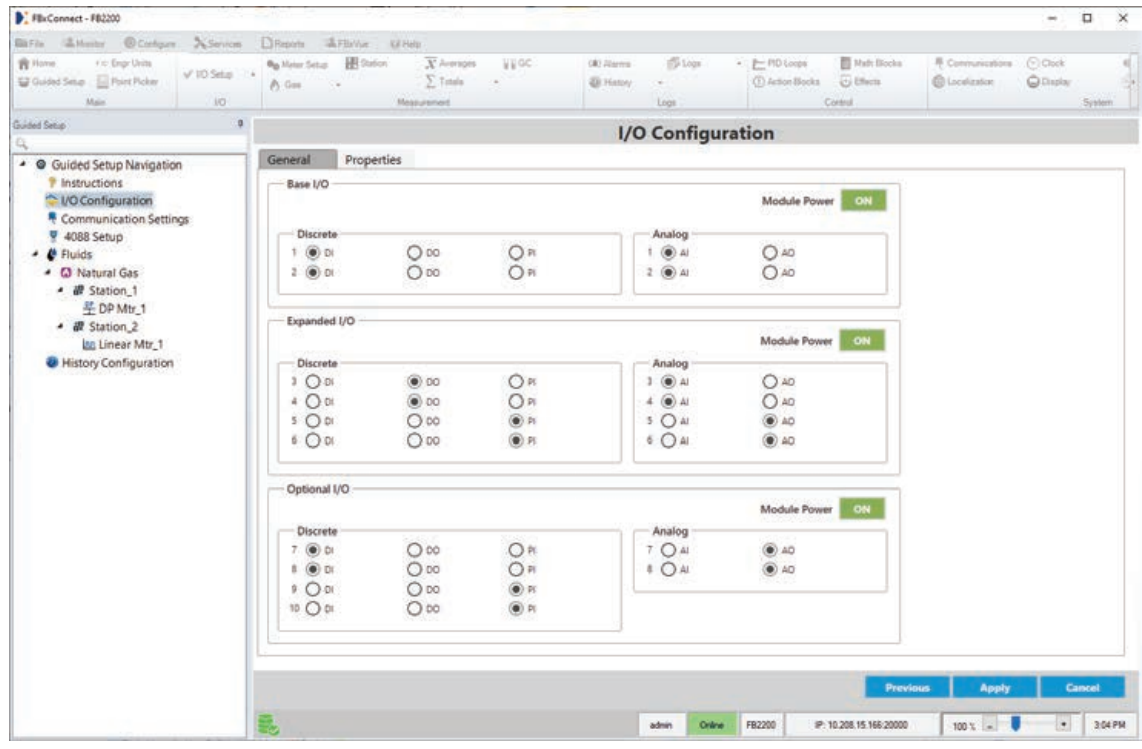 FBxConnect - FB2200
File Monitor Configure Services Reports FBxVue Help
Home Engr Units I/O Setup Meter Setup Station Averages GC Alarms Logs PID Loops Math Blocks Communications Clock
Guided Setup Point Picker Gas Totals History Action Blocks Effects Localization Display
Main I/O Measurement Logs Control System
Guided Setup
I/O Configuration
Guided Setup Navigation
Instructions
I/O Configuration
Communication Settings
4088 Setup
Fluids
Natural Gas
Station_1
DP Mtr_1
Station_2
Linear Mtr_1
History Configuration
General Properties
Base I/O
Module Power ON
Discrete
1 DI DO PI
2 DI DO PI
Analog
1 AI AO
2 AI AO
Expanded I/O
Module Power ON
Discrete
3 DI DO PI
4 DI DO PI
5 DI DO PI
6 DI DO PI
Analog
3 AI AO
4 AI AO
5 AI AO
6 AI AO
Optional I/O
Module Power ON
Discrete
7 DI DO PI
8 DI DO PI
9 DI DO PI
10 DI DO PI
Analog
7 AI AO
8 AI AO
Previous Apply Cancel
admin Online FB2200 IP: 10.208.15.166:20000 100 % - + 3:04 PM